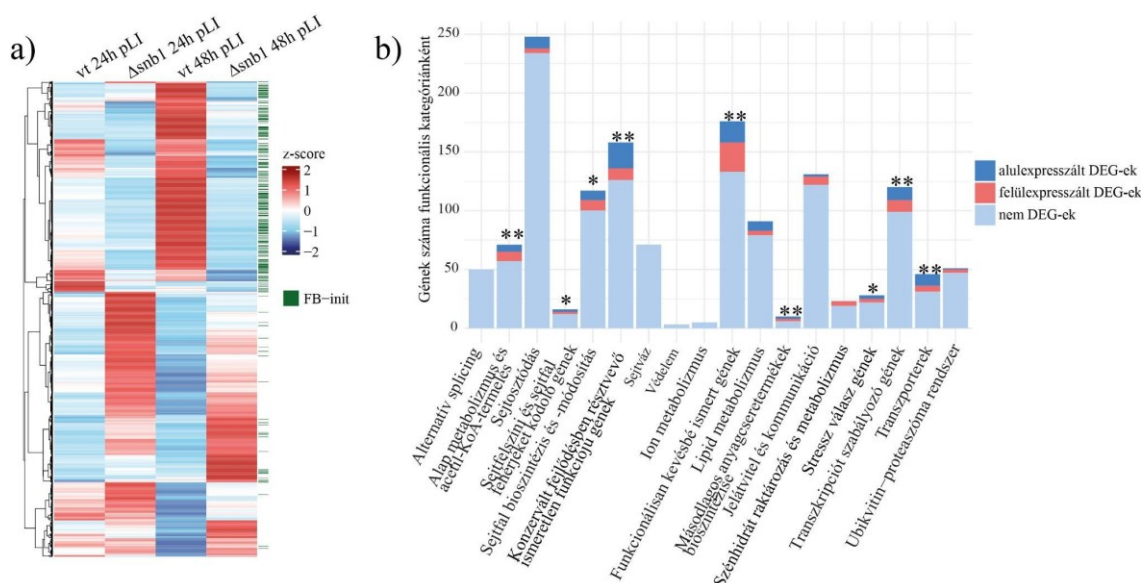 a)
vt 24h pLI
Δsnb1 24h pLI
vt 48h pLI
Δsnb1 48h pLI
z-score
2
1
0
−1
−2
FB−init
b)
Gének száma funkcionális kategóriánként
250
200
150
100
50
0
**
*
*
**
**
**
*
**
**
alulexpresszált DEG-ek
felülexpresszált DEG-ek
nem DEG-ek
Alternatív splicing
Alap metabolizmus és
acetil-KoA-termelés
Sejtosztódás
Sejtfelszíni és sejtfal
fehérjéket kódoló gének
Sejtfal bioszintézis és -módosítás
Konzervált fejlődésben résztvevő
ismeretlen funkciójú gének
Sejtváz
Védelem
Ion metabolizmus
Funkcionálisan kevésbé ismert gének
Lipid metabolizmus
Másodlagos anyagcseretermékek
bioszintézise
Jelátvitel és kommunikáció
Szénhidrát raktározás és metabolizmus
Stressz válasz gének
Transzkripciót szabályozó gének
Transzporterek
Ubikvitin−proteaszóma rendszer